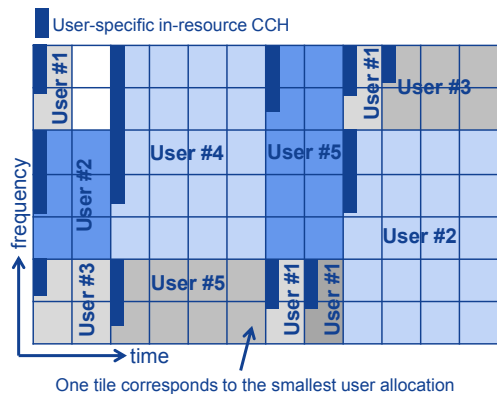 User-specific in-resource CCH
User #1
User #1
User #3
User #4
User #5
User #2
User #2
User #3
User #5
User #1
User #1
frequency
time
One tile corresponds to the smallest user allocation